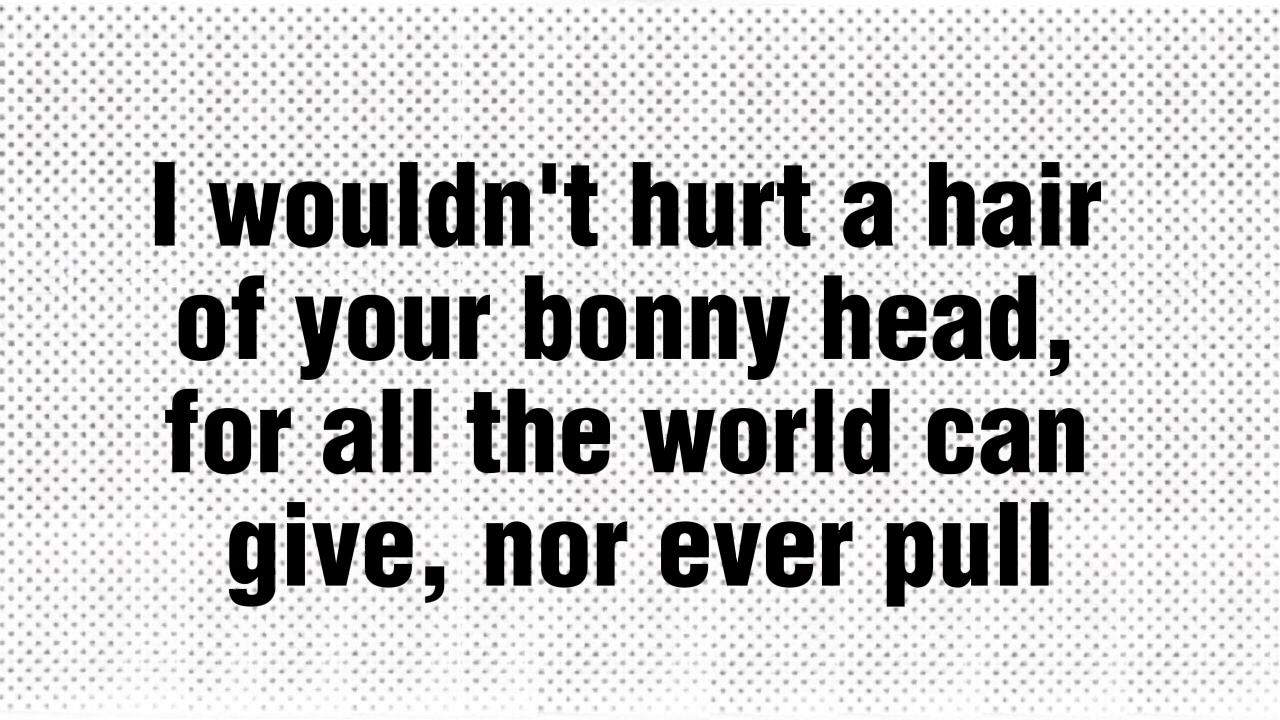 I wouldn't hurt a hair
of your bonny head,
for all the world can
give, nor ever pull